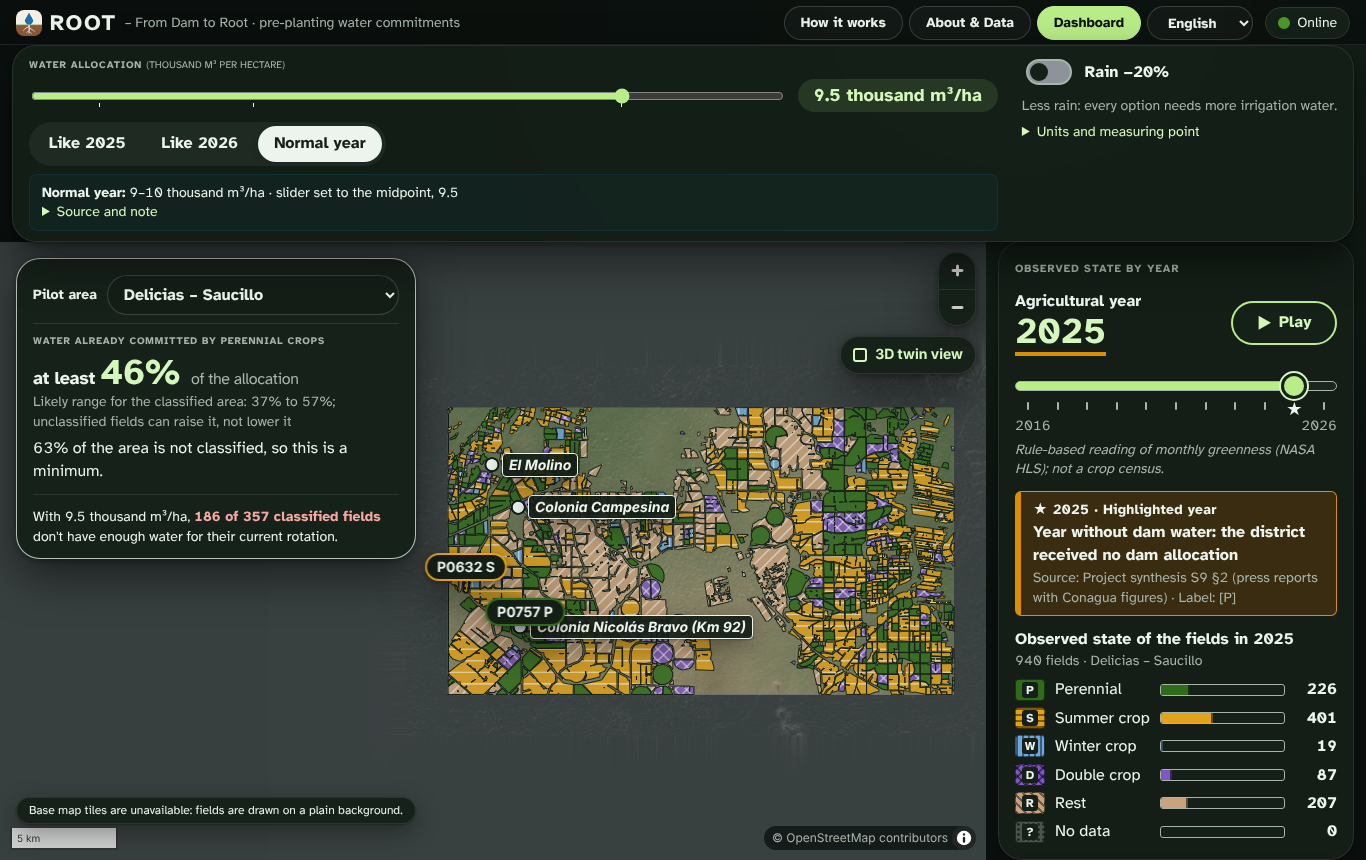 ROOT – From Dam to Root · pre-planting water commitments
How it works
About & Data
Dashboard
English
Online
WATER ALLOCATION (THOUSAND M³ PER HECTARE)
9.5 thousand m³/ha
Like 2025
Like 2026
Normal year
Normal year: 9–10 thousand m³/ha · slider set to the midpoint, 9.5
Source and note
Rain −20%
Less rain: every option needs more irrigation water.
Units and measuring point
Pilot area
Delicias – Saucillo
WATER ALREADY COMMITTED BY PERENNIAL CROPS
at least 46% of the allocation
Likely range for the classified area: 37% to 57%;
unclassified fields can raise it, not lower it
63% of the area is not classified, so this is a
minimum.
With 9.5 thousand m³/ha, 186 of 357 classified fields
don't have enough water for their current rotation.
+
−
3D twin view
El Molino
Colonia Campesina
P0632 S
P0757 P
Colonia Nicolás Bravo (Km 92)
Base map tiles are unavailable: fields are drawn on a plain background.
5 km
© OpenStreetMap contributors
OBSERVED STATE BY YEAR
Agricultural year
2025
Play
2016
2026
Rule-based reading of monthly greenness (NASA
HLS); not a crop census.
★ 2025 · Highlighted year
Year without dam water: the district
received no dam allocation
Source: Project synthesis S9 §2 (press reports
with Conagua figures) · Label: [P]
Observed state of the fields in 2025
940 fields · Delicias – Saucillo
P Perennial 226
S Summer crop 401
W Winter crop 19
D Double crop 87
R Rest 207
? No data 0